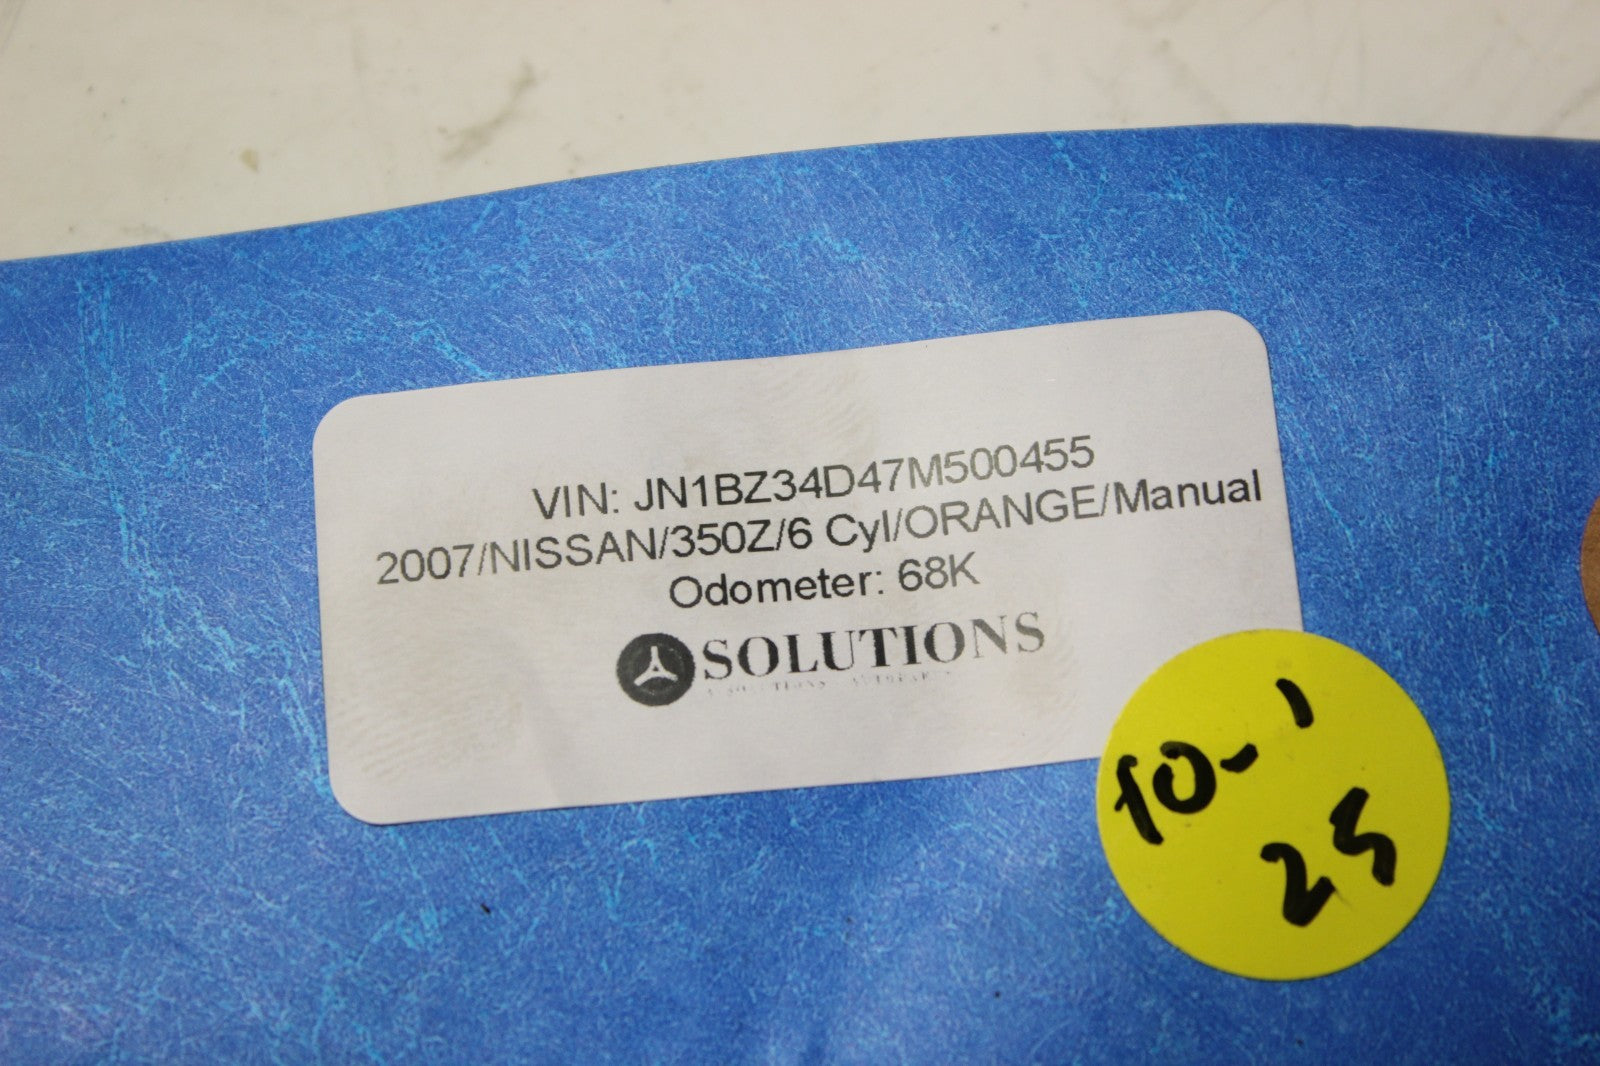 VIN: JN1BZ34D47M500455
2007/NISSAN/350Z/6 Cyl/ORANGE/Manual
Odometer: 68K
SOLUTIONS
10-1
25